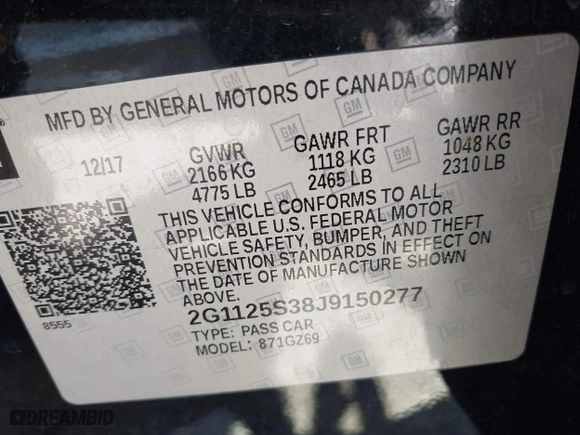 MFD BY GENERAL MOTORS OF CANADA COMPANY
12/17
GVWR
2166 KG
4775 LB
GAWR FRT
1118 KG
2465 LB
GAWR RR
1048 KG
2310 LB
THIS VEHICLE CONFORMS TO ALL
APPLICABLE U.S. FEDERAL MOTOR
VEHICLE SAFETY, BUMPER, AND THEFT
PREVENTION STANDARDS IN EFFECT ON
THE DATE OF MANUFACTURE SHOWN
ABOVE.
8555
2G1125S38J9150277
TYPE: PASS CAR
MODEL: 871GZ69
GM
DREAMBID